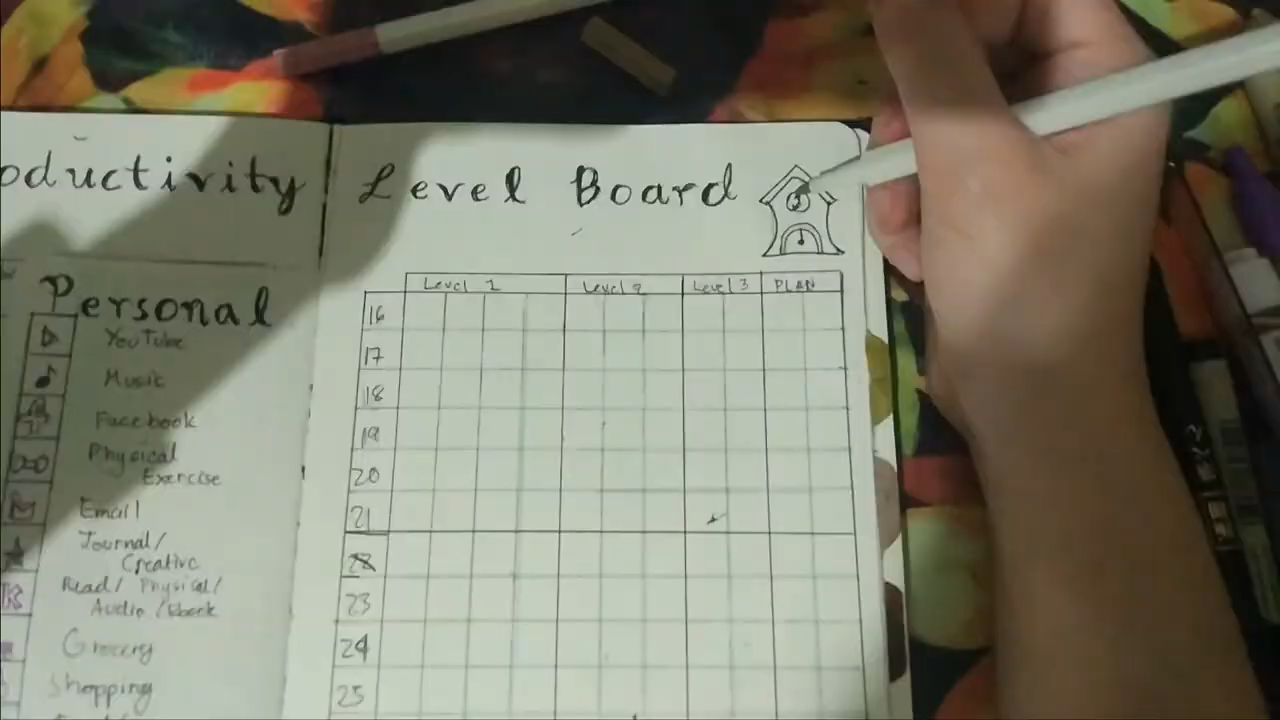 oductivity
Personal
YouTube
Music
Facebook
Physical
Exercise
Email
Journal/
Creative
Read/ Physical/
Audio/Ebook
Grocery
Shopping
Level Board
Level 1 Level 2 Level 3 PLAN
16
17
18
19
20
21
23
24
25